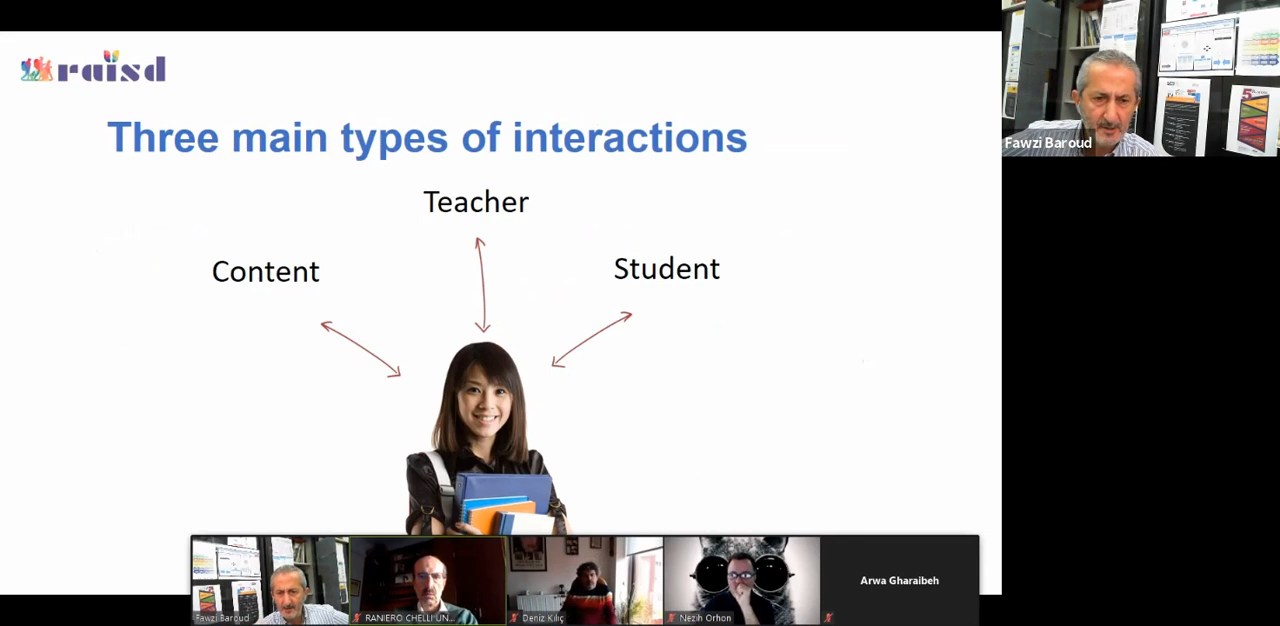 raisd
Three main types of interactions
Teacher
Content
Student
Fawzi Baroud
Fawzi Baroud
RANIERO CHELLI UN...
Deniz Kılıç
Nezih Orhon
Arwa Gharaibeh